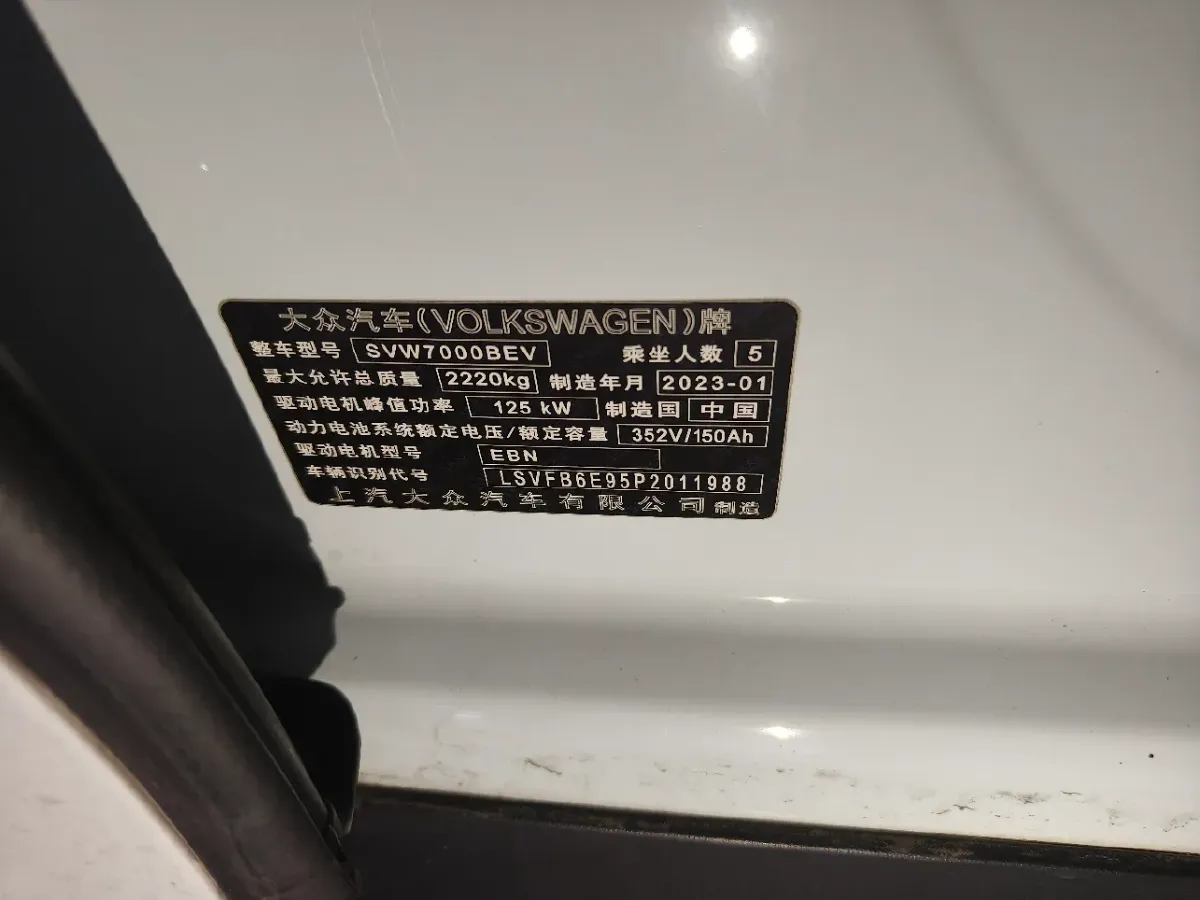 大众汽车(VOLKSWAGEN)牌
整车型号 SVW7000BEV 乘坐人数 5
最大允许总质量 2220kg 制造年月 2023-01
驱动电机峰值功率 125 kW 制造国 中国
动力电池系统额定电压/额定容量 352V/150Ah
驱动电机型号 EBN
车辆识别代号 LSVFB6E95P2011988
上汽大众汽车有限公司 制造